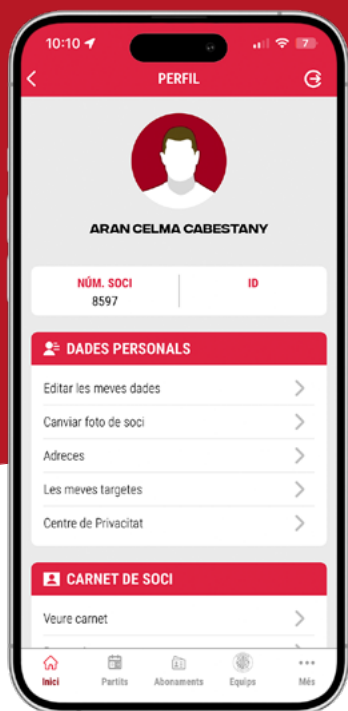 10:10
7
PERFIL
ARAN CELMA CABESTANY
NÚM. SOCI ID
8597
DADES PERSONALS
Editar les meves dades
Canviar foto de soci
Adreces
Les meves targetes
Centre de Privacitat
CARNET DE SOCI
Veure carnet
Inici Partits Abonaments Equips Més